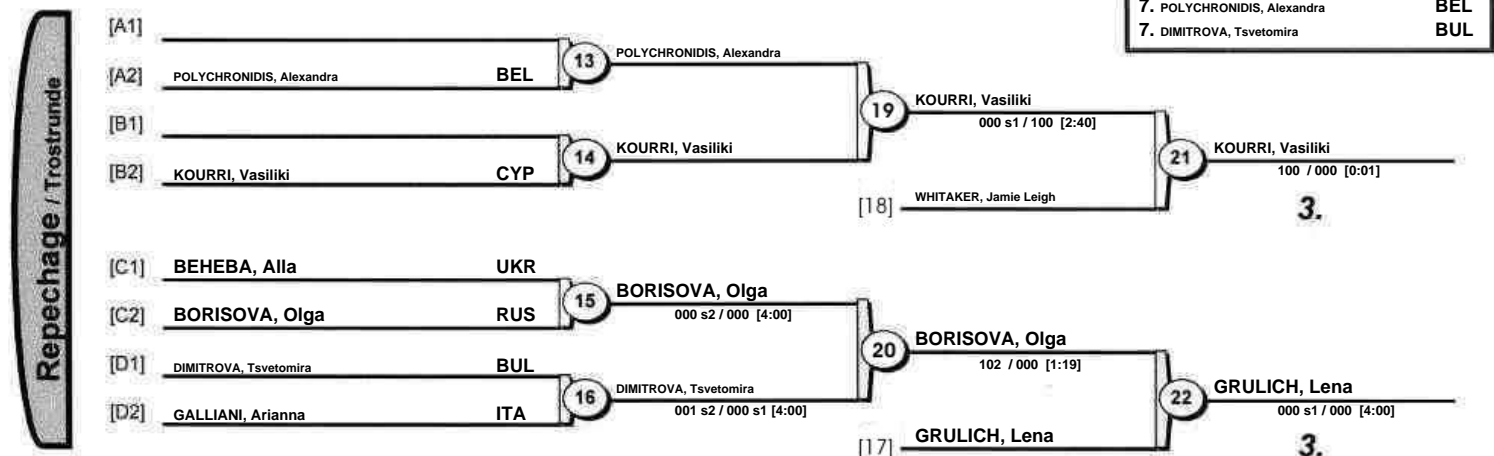 7. POLYCHRONIDIS, Alexandra BEL
7. DIMITROVA, Tsvetomira BUL
Repechage / Trostrunde
[A1]
[A2] POLYCHRONIDIS, Alexandra BEL
13 POLYCHRONIDIS, Alexandra
[B1]
[B2] KOURRI, Vasiliki CYP
14 KOURRI, Vasiliki
19 KOURRI, Vasiliki
000 s1 / 100 [2:40]
[18] WHITAKER, Jamie Leigh
21 KOURRI, Vasiliki
100 / 000 [0:01]
3.
[C1] BEHEBA, Alla UKR
[C2] BORISOVA, Olga RUS
15 BORISOVA, Olga
000 s2 / 000 [4:00]
[D1] DIMITROVA, Tsvetomira BUL
[D2] GALLIANI, Arianna ITA
16 DIMITROVA, Tsvetomira
001 s2 / 000 s1 [4:00]
20 BORISOVA, Olga
102 / 000 [1:19]
[17] GRULICH, Lena
22 GRULICH, Lena
000 s1 / 000 [4:00]
3.